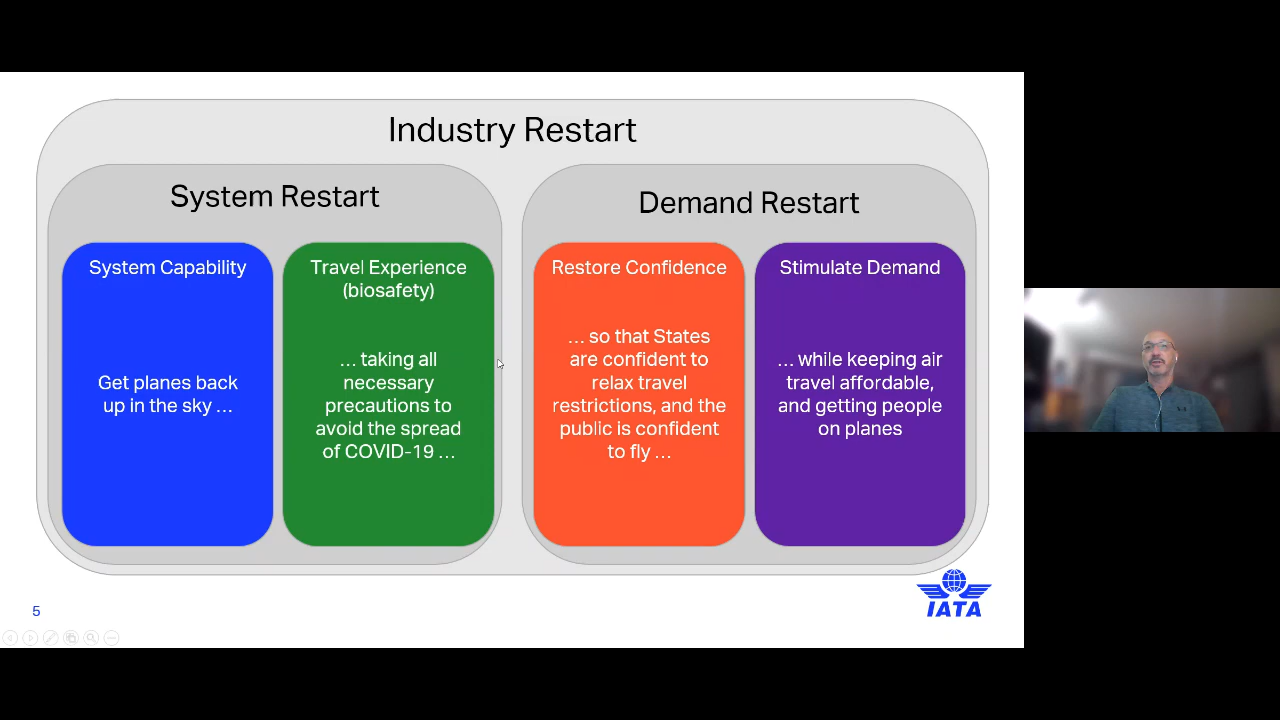 Industry Restart
System Restart
Demand Restart
System Capability
Get planes back
up in the sky ...
Travel Experience
(biosafety)
... taking all
necessary
precautions to
avoid the spread
of COVID-19 ...
Restore Confidence
... so that States
are confident to
relax travel
restrictions, and the
public is confident
to fly ...
Stimulate Demand
... while keeping air
travel affordable,
and getting people
on planes
5
IATA